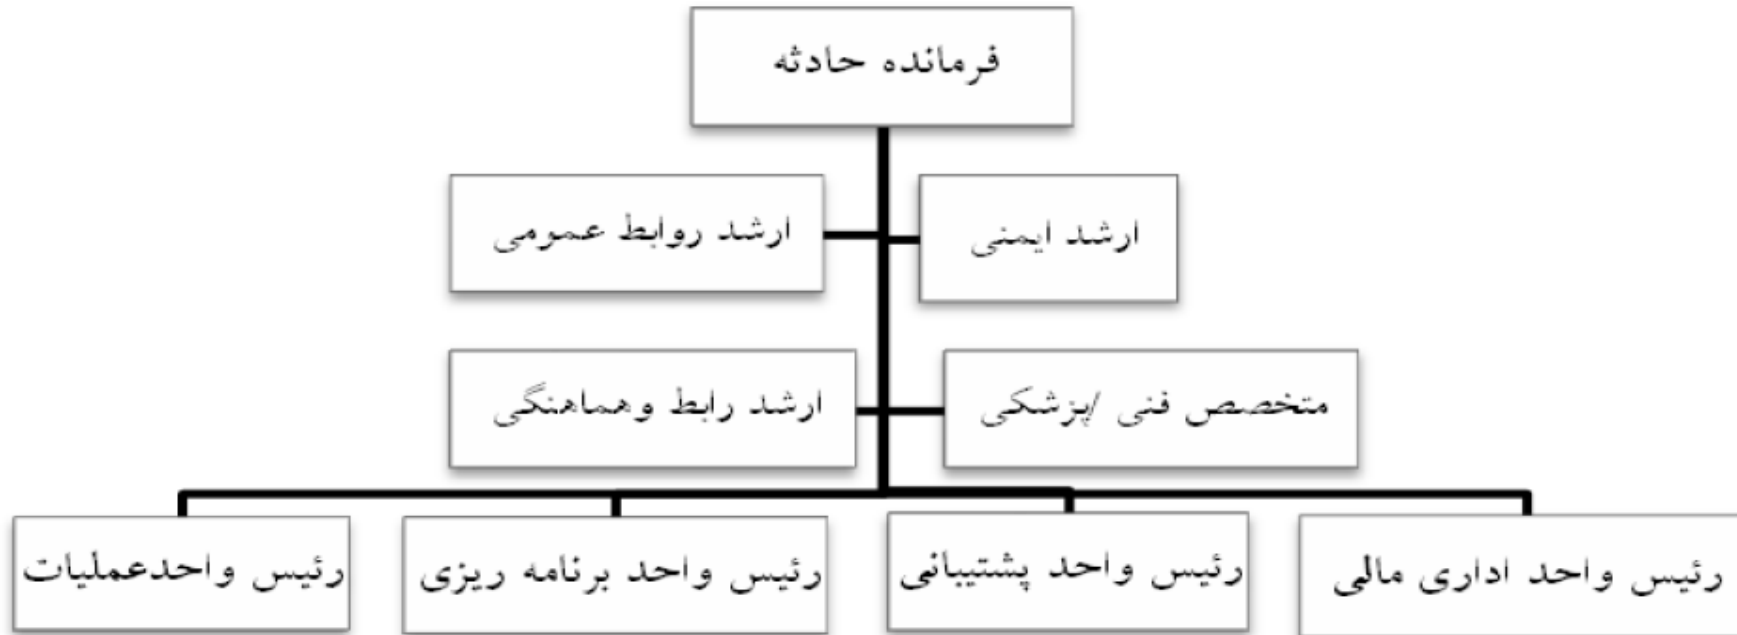 فرمانده حادثه
ارشد ایمنی
ارشد روابط عمومی
متخصص فنی /پزشکی
ارشد رابط وهماهنگی
رئیس واحد اداری مالی
رئیس واحد پشتیبانی
رئیس واحد برنامه ریزی
رئیس واحدعملیات